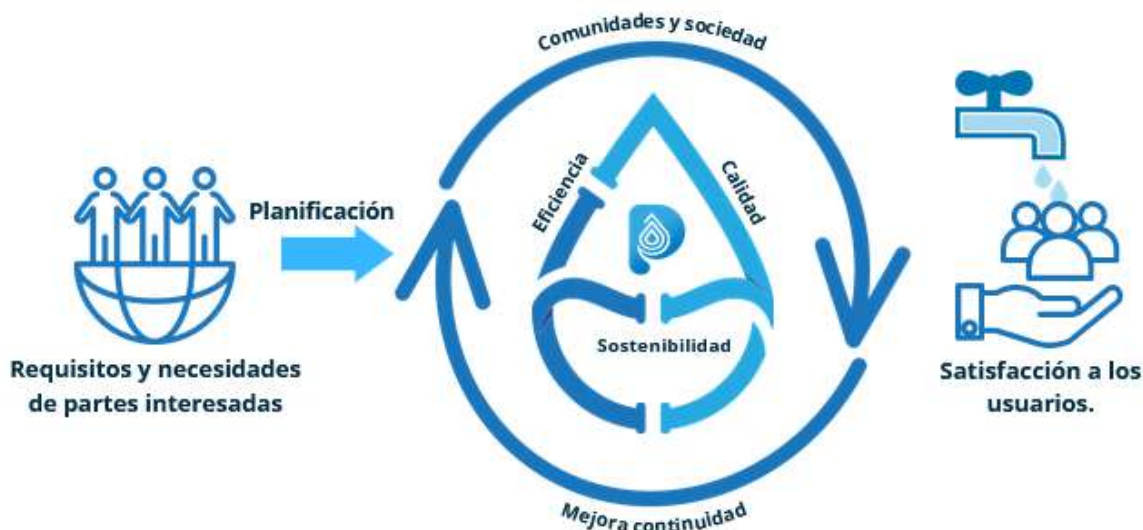 Comunidades y sociedad
Planificación
Eficiencia
Calidad
P
Sostenibilidad
Requisitos y necesidades
de partes interesadas
Satisfacción a los
usuarios.
Mejora continuidad